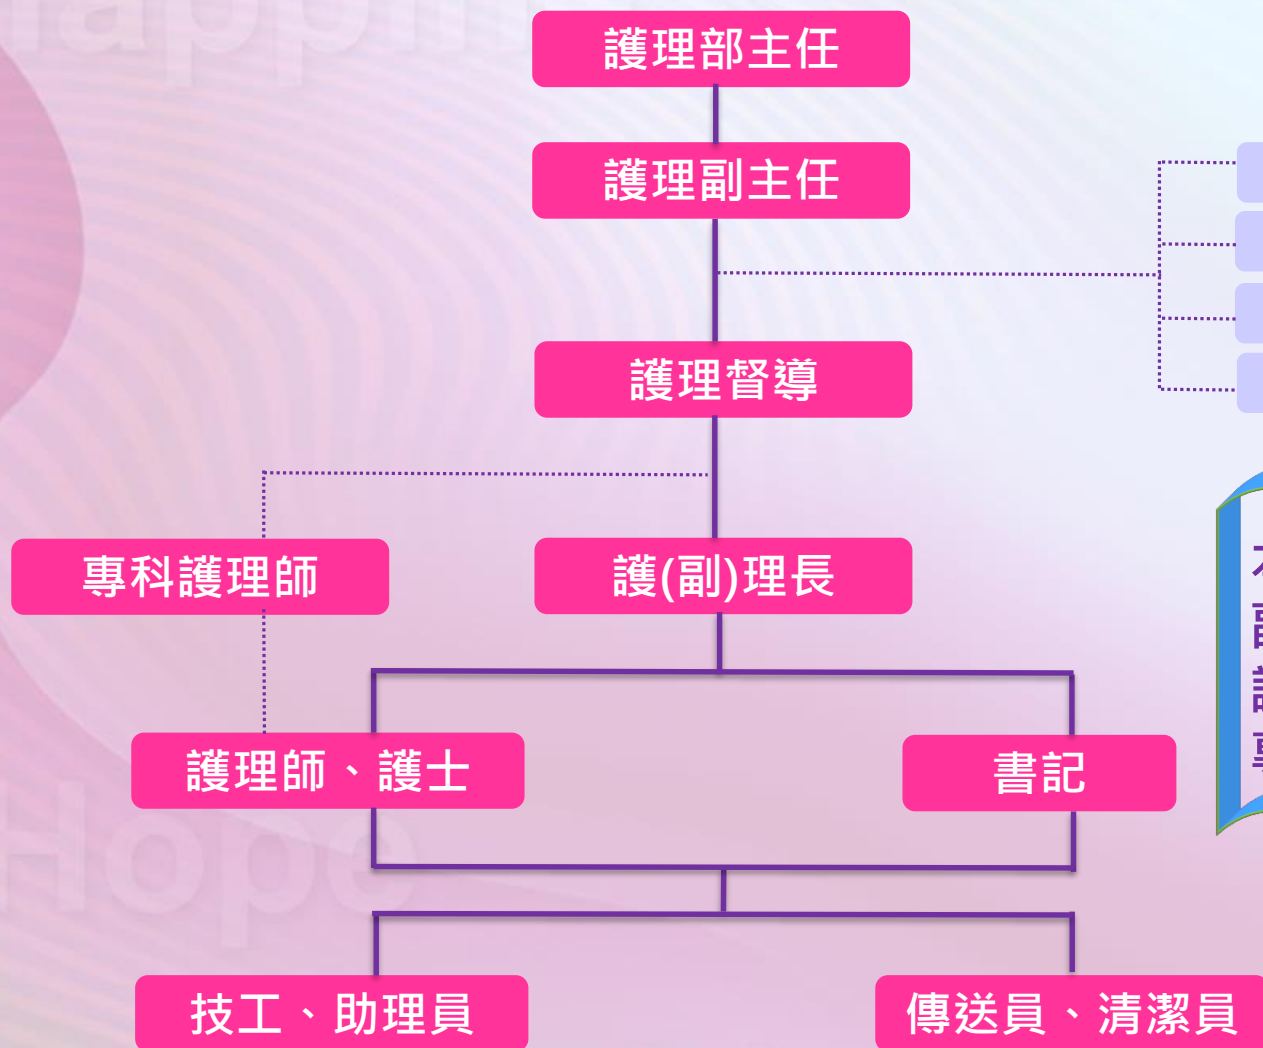 護理部主任
護理副主任
護理督導
專科護理師
護(副)理長
護理師、護士
書記
技工、助理員
傳送員、清潔員
Hope